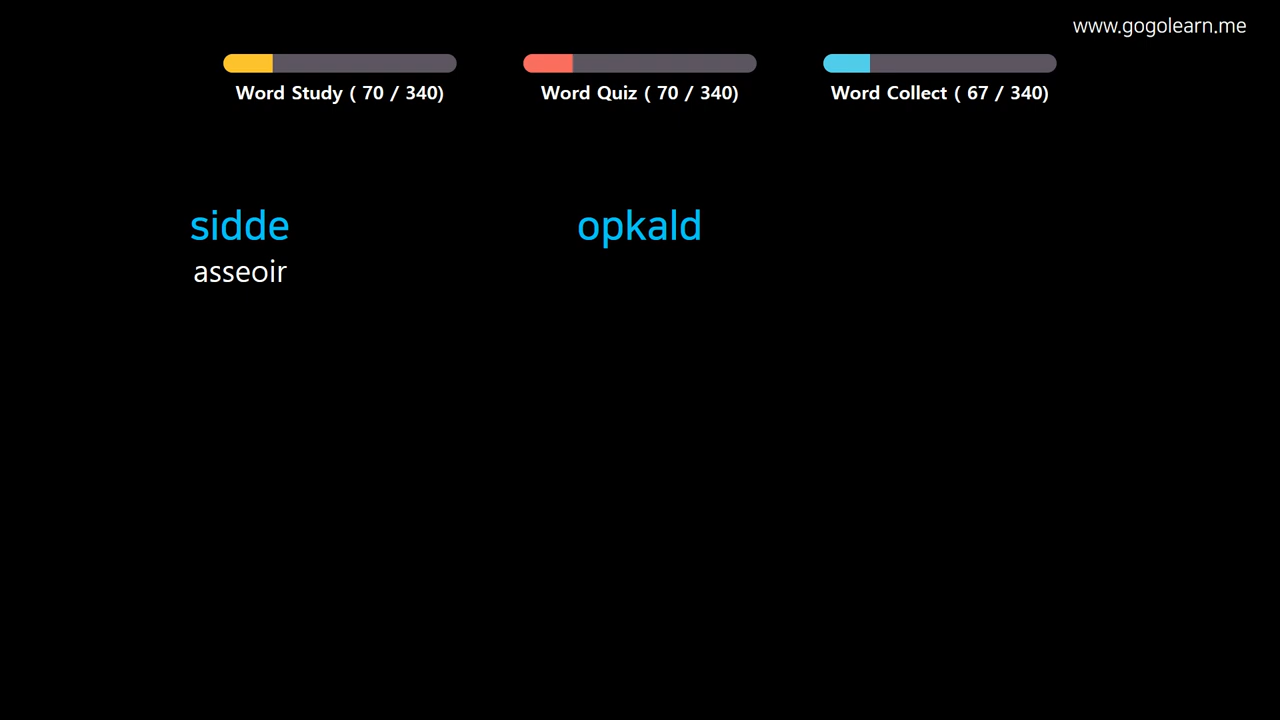 www.gogolearn.me
Word Study ( 70 / 340)
Word Quiz ( 70 / 340)
Word Collect ( 67 / 340)
sidde
asseoir
opkald